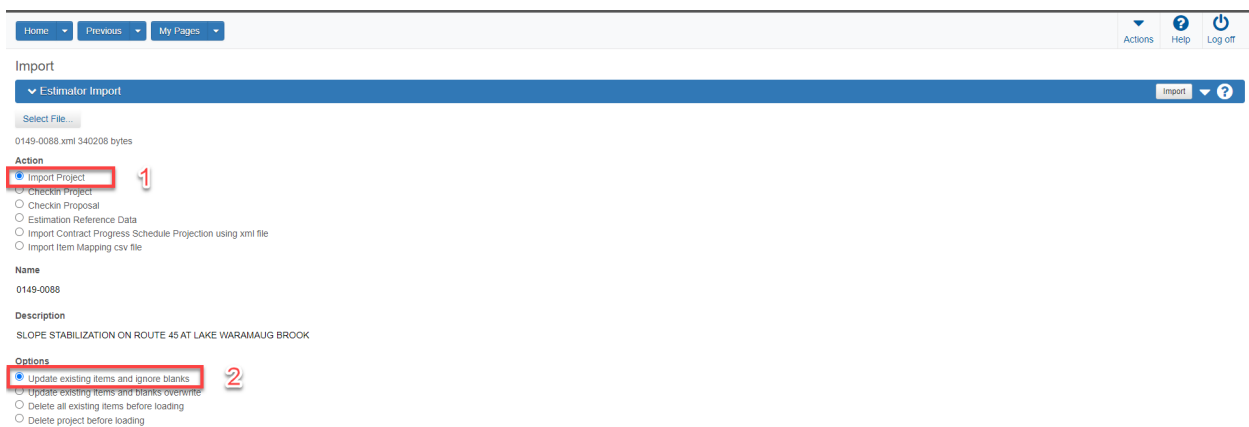 Home Previous My Pages
Actions Help Log off
Import
Estimator Import Import
Select File...
0149-0088.xml 340208 bytes
Action
Import Project 1
Checkin Project
Checkin Proposal
Estimation Reference Data
Import Contract Progress Schedule Projection using xml file
Import Item Mapping csv file
Name
0149-0088
Description
SLOPE STABILIZATION ON ROUTE 45 AT LAKE WARAMAUG BROOK
Options
Update existing items and ignore blanks 2
Update existing items and blanks overwrite
Delete all existing items before loading
Delete project before loading